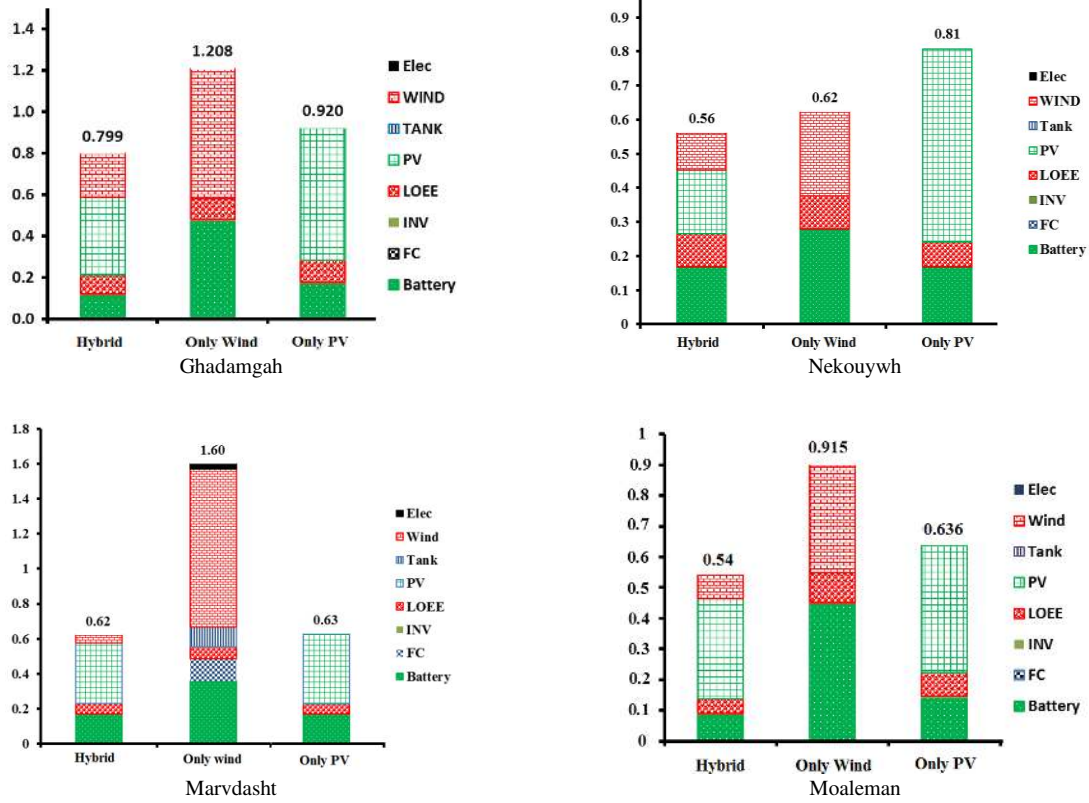 1.4
1.2
1.0
0.8
0.6
0.4
0.2
0.0
0.799
1.208
0.920
Hybrid
Only Wind
Only PV
Elec
WIND
TANK
PV
LOEE
INV
FC
Battery
Ghadamgah
0.9
0.8
0.7
0.6
0.5
0.4
0.3
0.2
0.1
0
0.56
0.62
0.81
Hybrid
Only Wind
Only PV
Elec
WIND
Tank
PV
LOEE
INV
FC
Battery
Nekouywh
1.8
1.6
1.4
1.2
1
0.8
0.6
0.4
0.2
0
0.62
1.60
0.63
Hybrid
Only wind
Only PV
Elec
Wind
Tank
PV
LOEE
INV
FC
Battery
Marvdasht
1
0.9
0.8
0.7
0.6
0.5
0.4
0.3
0.2
0.1
0
0.54
0.915
0.636
Hybrid
Only Wind
Only PV
Elec
Wind
Tank
PV
LOEE
INV
FC
Battery
Moaleman